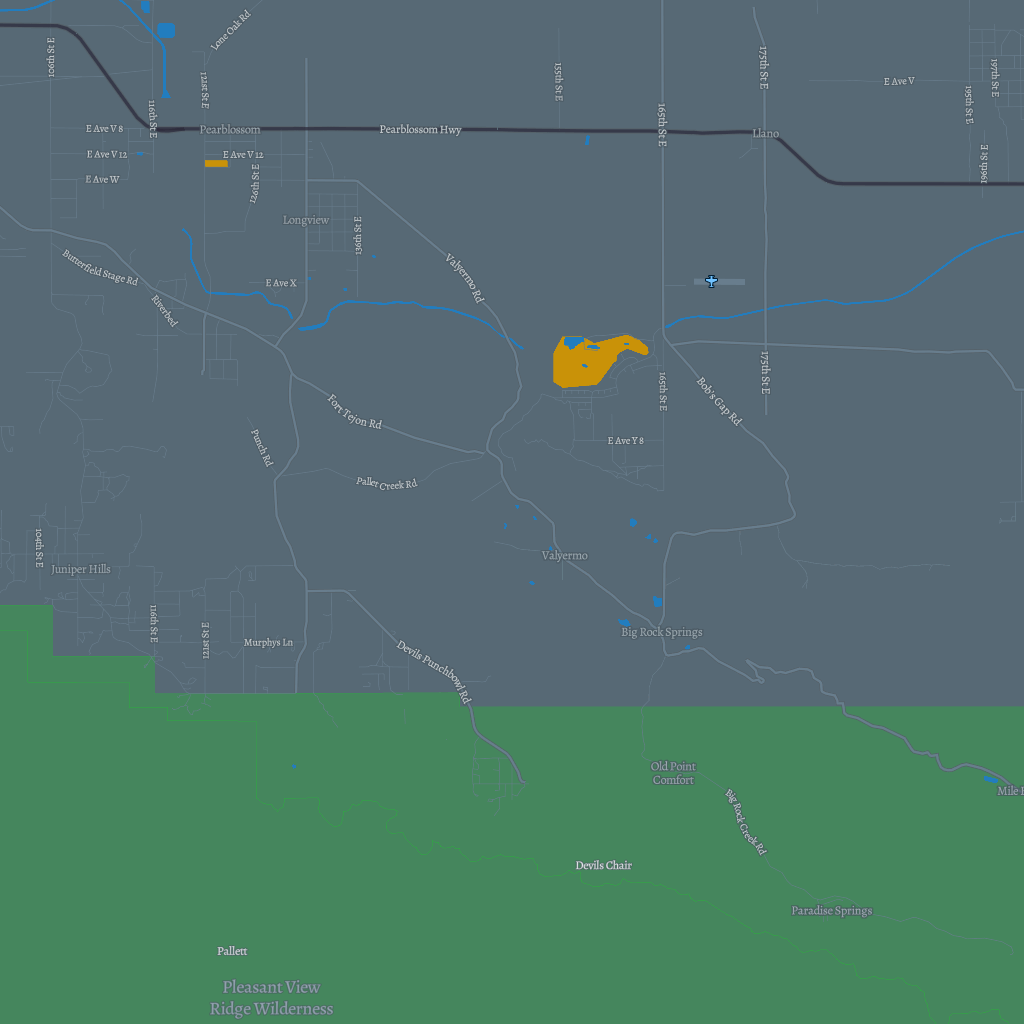 Lone Oak Rd
109th St E
121st St E
155th St E
175th St E
E Ave V
197th St E
195th St E
116th St E
165th St E
E Ave V 8
Pearblossom
Pearblossom Hwy
Llano
E Ave V 12
E Ave V 12
196th St E
E Ave W
126th St E
Longview
136th St E
Butterfield Stage Rd
Valyermo Rd
E Ave X
Riverbed
175th St E
165th St E
Bob's Gap Rd
Fort Tejon Rd
Punch Rd
E Ave Y 8
Pallet Creek Rd
104th St E
Valyermo
Juniper Hills
116th St E
121st St E
Murphys Ln
Big Rock Springs
Devils Punchbowl Rd
Old Point
Comfort
Mile
Big Rock Creek Rd
Devils Chair
Paradise Springs
Pallett
Pleasant View
Ridge Wilderness